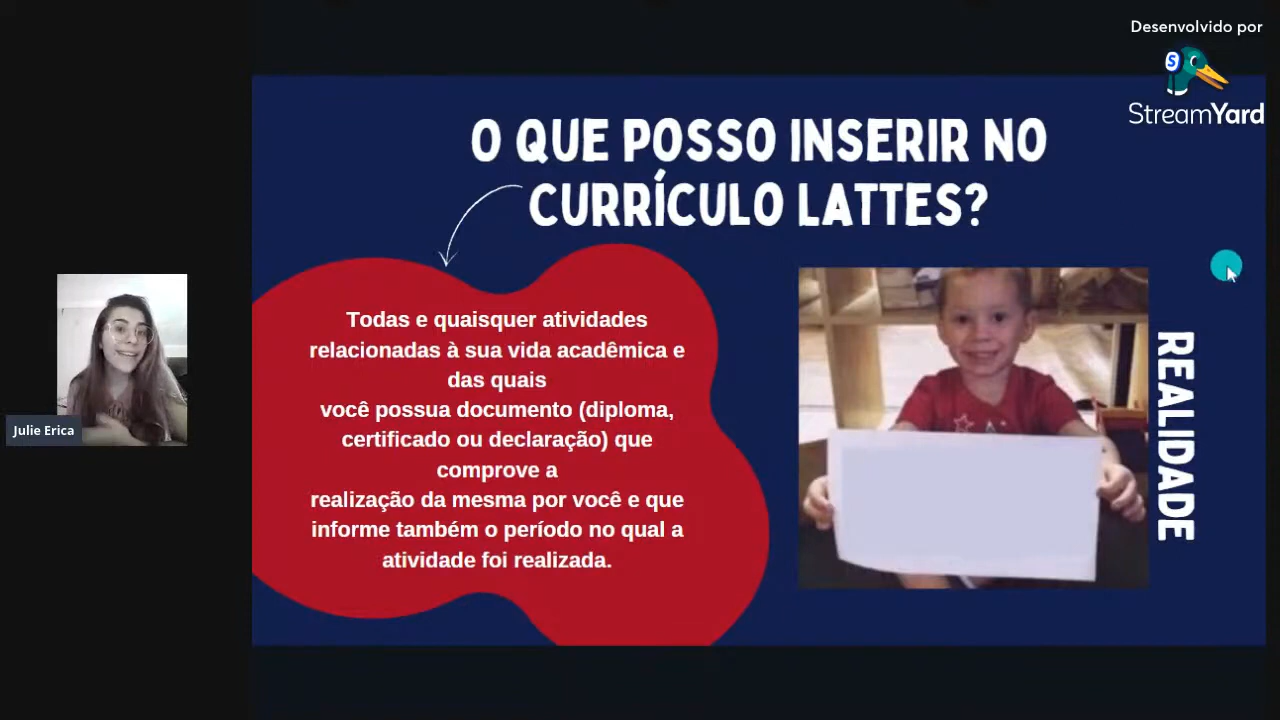 Desenvolvido por
StreamYard
O QUE POSSO INSERIR NO
CURRÍCULO LATTES?
Todas e quaisquer atividades
relacionadas à sua vida acadêmica e
das quais
você possua documento (diploma,
certificado ou declaração) que
comprove a
realização da mesma por você e que
informe também o período no qual a
atividade foi realizada.
REALIDADE
Julie Erica